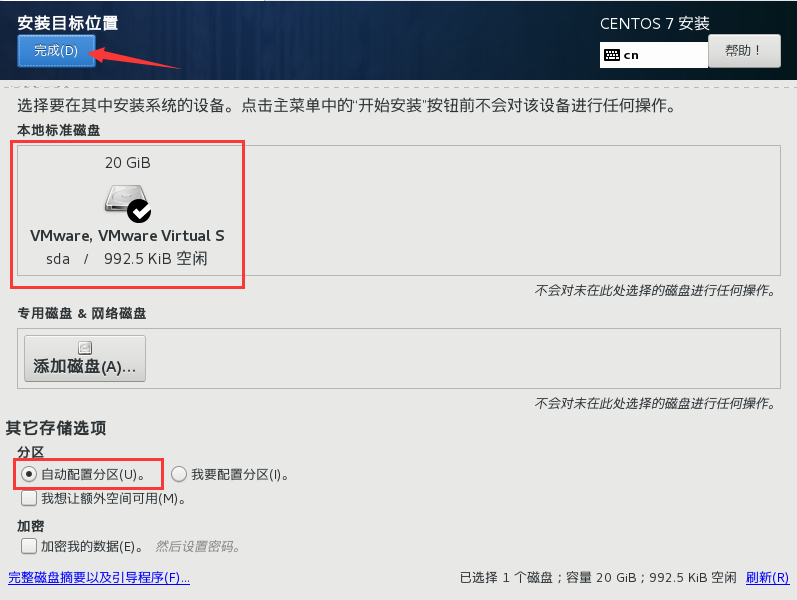 安装目标位置
CENTOS 7 安装
完成(D)
cn
帮助！
选择要在其中安装系统的设备。点击主菜单中的“开始安装”按钮前不会对该设备进行任何操作。
本地标准磁盘
20 GiB
VMware, VMware Virtual S
sda / 992.5 KiB 空闲
不会对未在此处选择的磁盘进行任何操作。
专用磁盘 & 网络磁盘
添加磁盘(A)...
不会对未在此处选择的磁盘进行任何操作。
其它存储选项
分区
自动配置分区(U)。 我要配置分区(I)。
我想让额外空间可用(M)。
加密
加密我的数据(E)。 然后设置密码。
完整磁盘摘要以及引导程序(F)...
已选择 1 个磁盘；容量 20 GiB；992.5 KiB 空闲 刷新(R)